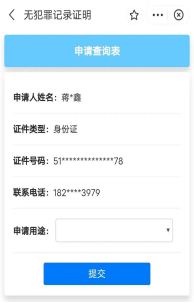 无犯罪记录证明
申请查询表
申请人姓名：蒋*鑫
证件类型：身份证
证件号码：51**************78
联系电话：182****3979
申请用途：
提交